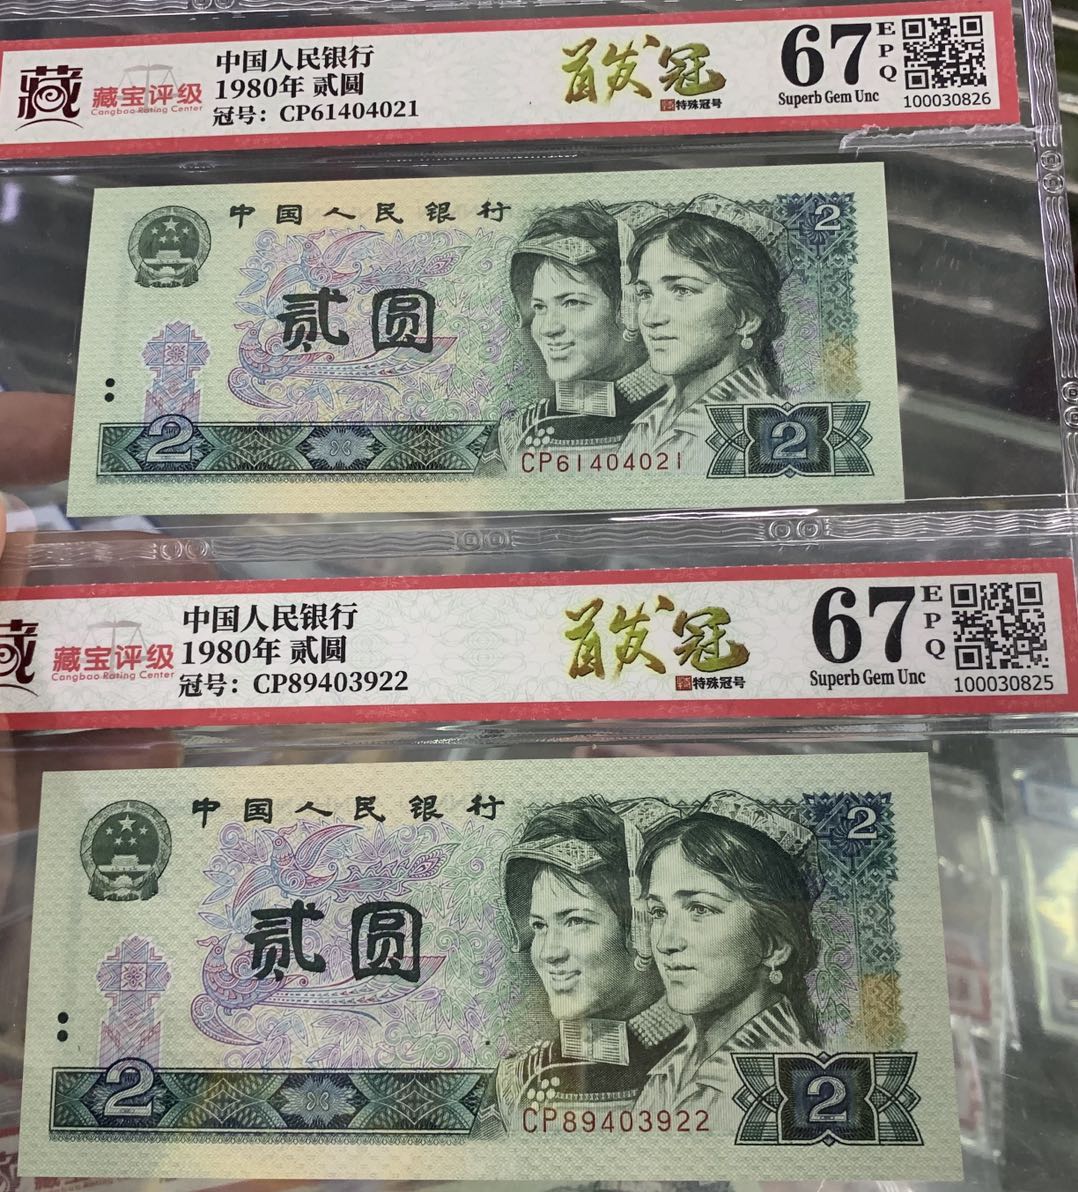 藏
藏宝评级
Cangbao Rating Center
中国人民银行
1980年 贰圆
冠号：CP61404021
首发冠
特殊冠号
67
EPQ
Superb Gem Unc
100030826
中国人民银行
2
贰圆
2
CP61404021
2
藏
藏宝评级
Cangbao Rating Center
中国人民银行
1980年 贰圆
冠号：CP89403922
首发冠
特殊冠号
67
EPQ
Superb Gem Unc
100030825
中国人民银行
2
贰圆
2
CP89403922
2